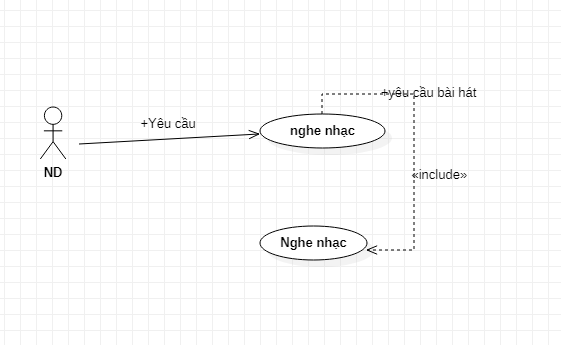 +yêu cầu bài hát
+Yêu cầu
nghe nhạc
ND
«include»
Nghe nhạc